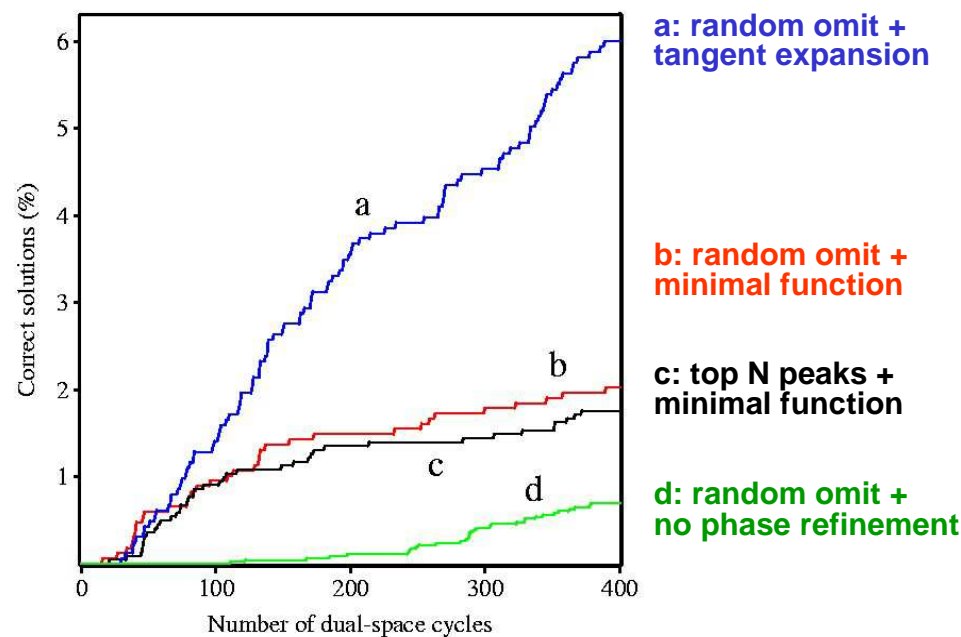 6
5
4
3
2
1
0
100
200
300
400
Correct solutions (%)
Number of dual-space cycles
a
b
c
d
a: random omit +
tangent expansion
b: random omit +
minimal function
c: top N peaks +
minimal function
d: random omit +
no phase refinement